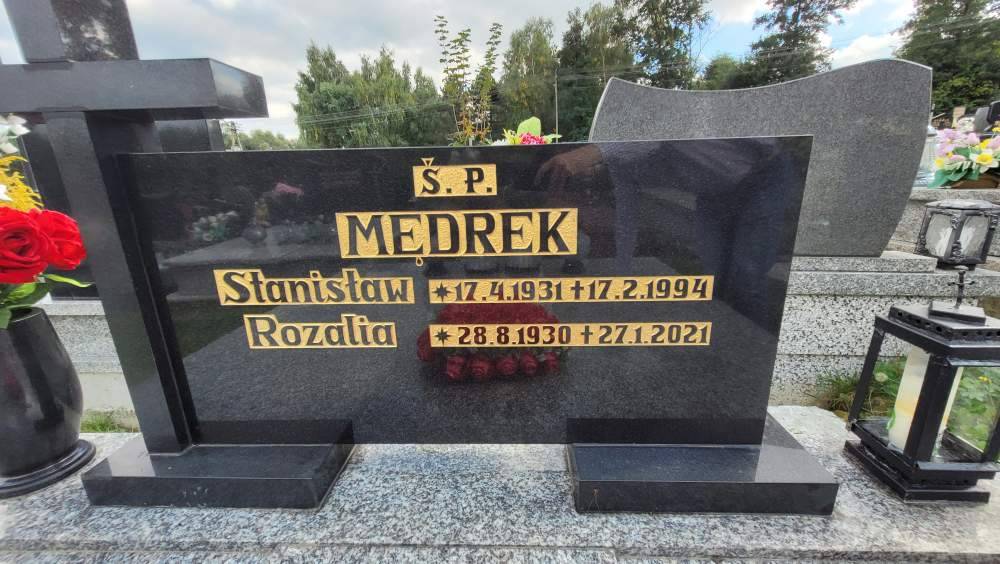 Ś. P.
MĘDREK
Stanisław ✶17.4.1931 †17.2.1994
Rozalia ✶28.8.1930 †27.1.2021